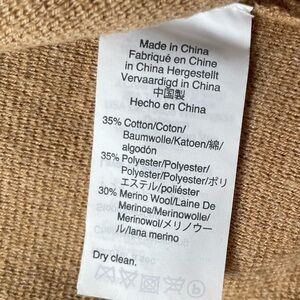 Made in China
Fabriqué en Chine
in China Hergestellt
Vervaardigd in China
中国製
Hecho en China
35% Cotton/Coton/
Baumwolle/Katoen/綿/
algodón
35% Polyester/Polyester/
Polyester/Polyester/ポリ
エステル/poliéster
30% Merino Wool/Laine De
Merinos/Merinowolle/
Merinowol/メリノウー
ル/lana merino
Dry clean.